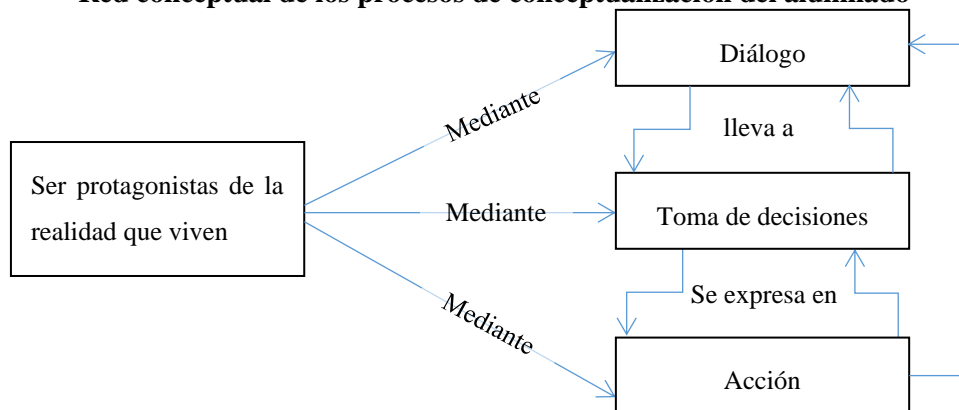 Red conceptual de los procesos de conceptualización del alumnado
Diálogo
Mediante
lleva a
Ser protagonistas de la
realidad que viven
Mediante
Toma de decisiones
Se expresa en
Mediante
Acción